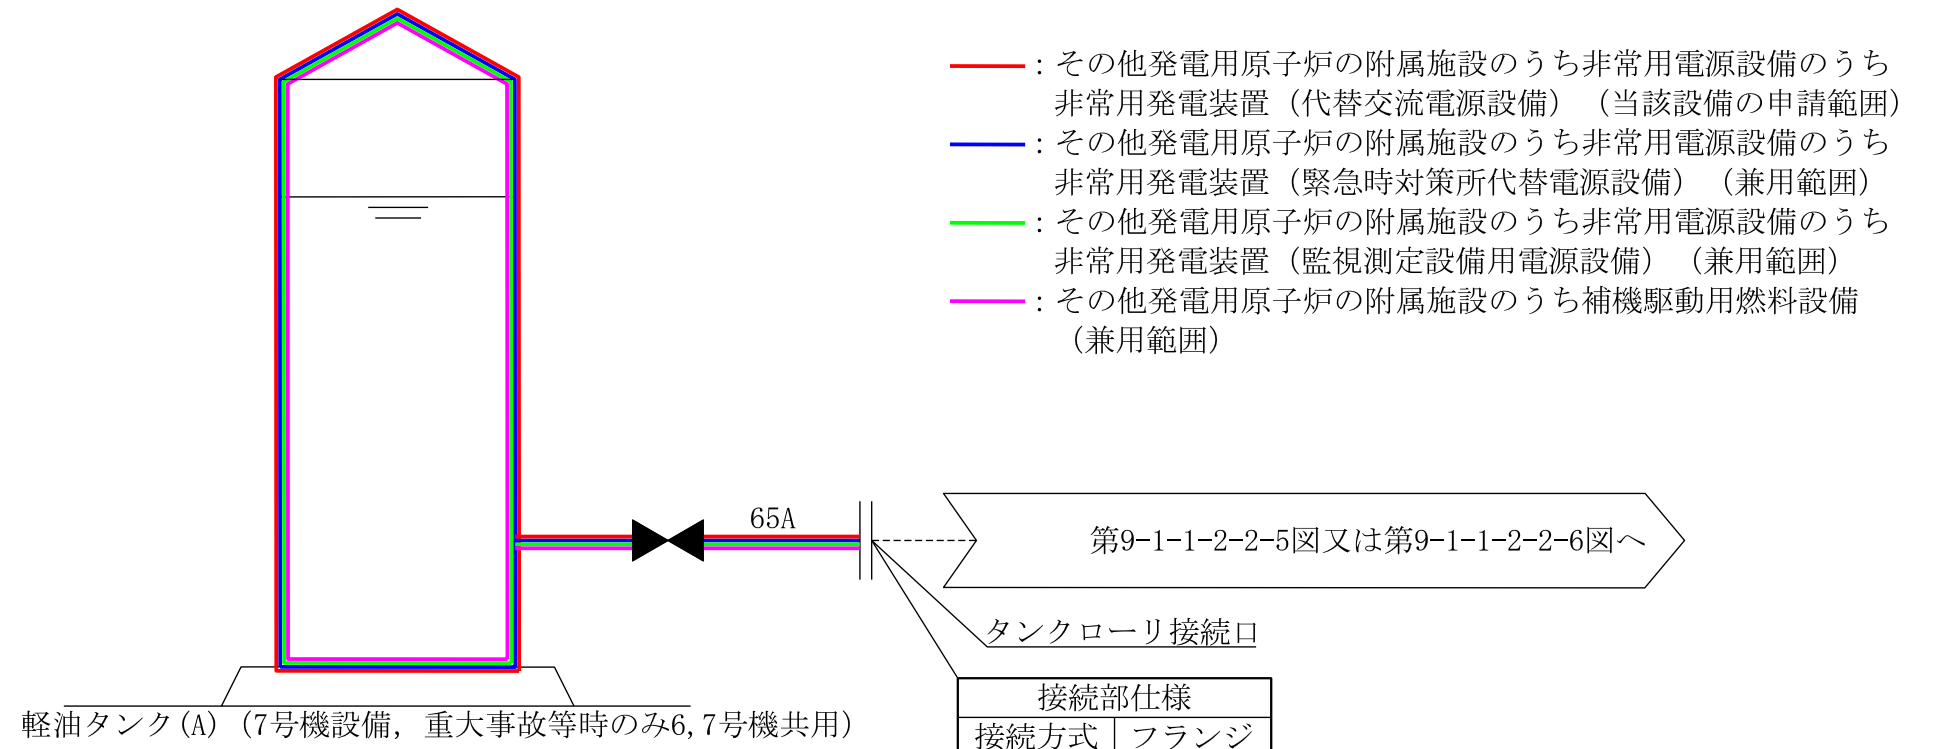 ：その他発電用原子炉の附属施設のうち非常用電源設備のうち
非常用発電装置（代替交流電源設備）（当該設備の申請範囲）
：その他発電用原子炉の附属施設のうち非常用電源設備のうち
非常用発電装置（緊急時対策所代替電源設備）（兼用範囲）
：その他発電用原子炉の附属施設のうち非常用電源設備のうち
非常用発電装置（監視測定設備用電源設備）（兼用範囲）
：その他発電用原子炉の附属施設のうち補機駆動用燃料設備
（兼用範囲）
65A
第9-1-1-2-2-5図又は第9-1-1-2-2-6図へ
タンクローリ接続口
接続部仕様
接続方式 フランジ
軽油タンク(A)（7号機設備，重大事故等時のみ6,7号機共用）